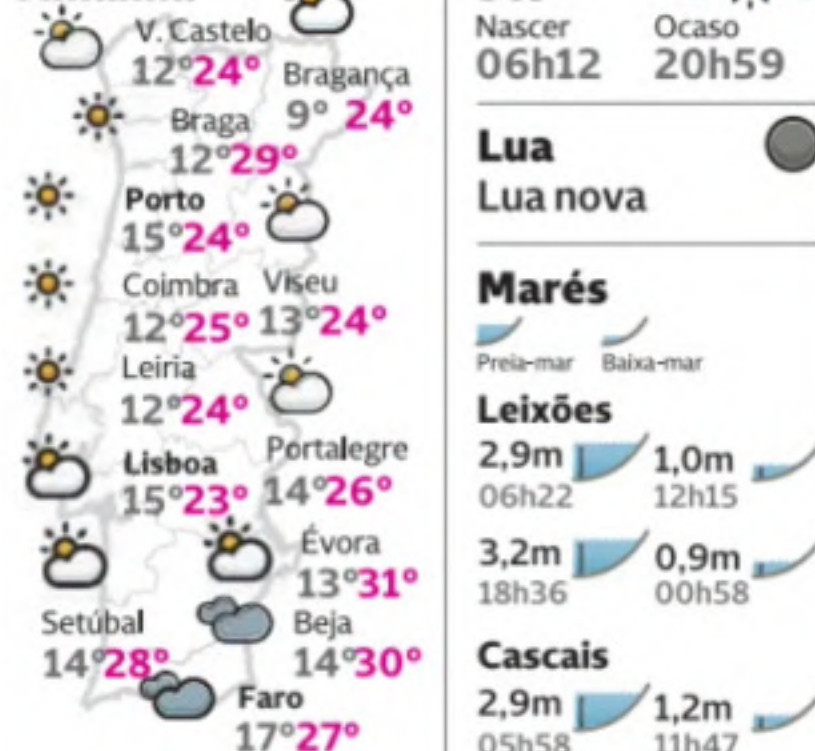 V. Castelo
12° 24°
Bragança
9° 24°
Braga
12° 29°
Porto
15° 24°
Coimbra
12° 25°
Viseu
13° 24°
Leiria
12° 24°
Lisboa
15° 23°
Portalegre
14° 26°
Évora
13° 31°
Setúbal
14° 28°
Beja
14° 30°
Faro
17° 27°
Nascer Ocaso
06h12 20h59
Lua
Lua nova
Marés
Preia-mar Baixa-mar
Leixões
2,9m 1,0m
06h22 12h15
3,2m 0,9m
18h36 00h58
Cascais
2,9m 1,2m
05h58 11h47